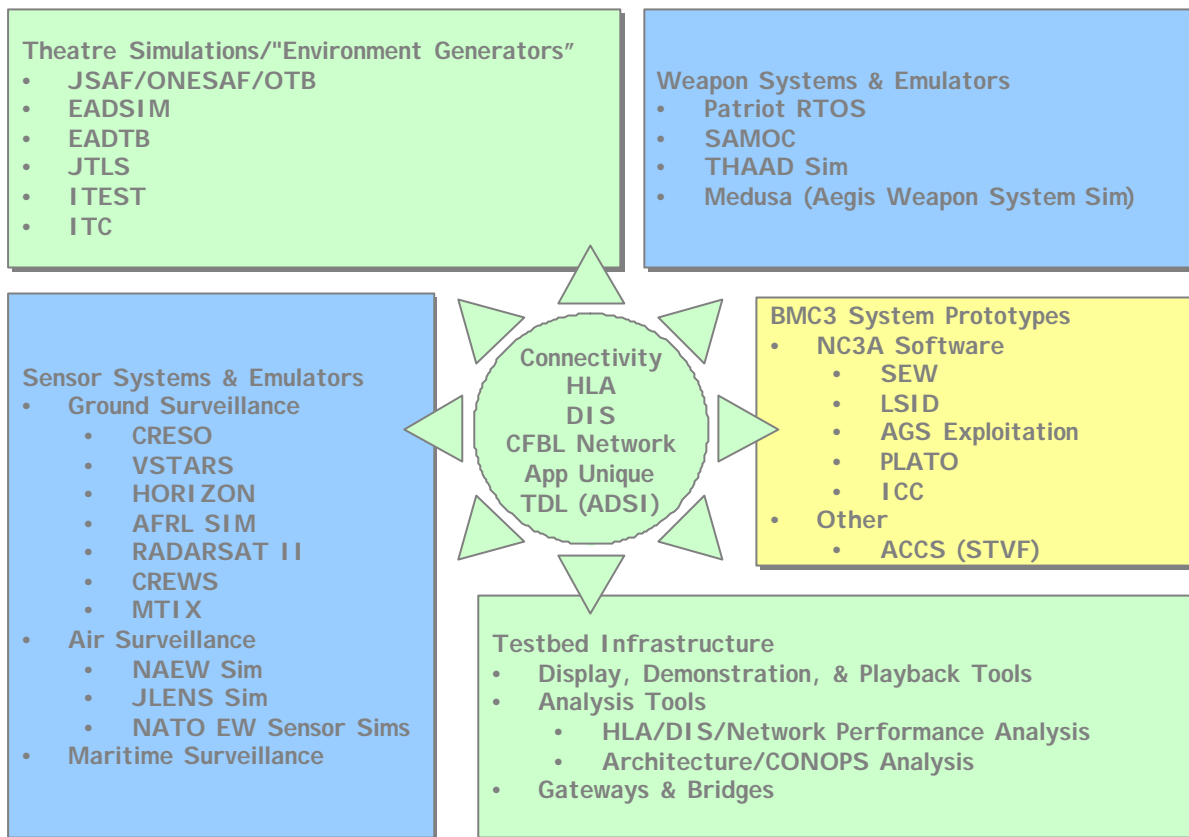 Theatre Simulations/"Environment Generators”
• JSAF/ONESAF/OTB
• EADSIM
• EADTB
• JTLS
• ITEST
• ITC
Weapon Systems & Emulators
• Patriot RTOS
• SAMOC
• THAAD Sim
• Medusa (Aegis Weapon System Sim)
Sensor Systems & Emulators
• Ground Surveillance
• CRESO
• VSTARS
• HORIZON
• AFRL SIM
• RADARSAT II
• CREWS
• MTIX
• Air Surveillance
• NAEW Sim
• JLENS Sim
• NATO EW Sensor Sims
• Maritime Surveillance
Connectivity
HLA
DIS
CFBL Network
App Unique
TDL (ADSI)
BMC3 System Prototypes
• NC3A Software
• SEW
• LSID
• AGS Exploitation
• PLATO
• ICC
• Other
• ACCS (STVF)
Testbed Infrastructure
• Display, Demonstration, & Playback Tools
• Analysis Tools
• HLA/DIS/Network Performance Analysis
• Architecture/CONOPS Analysis
• Gateways & Bridges